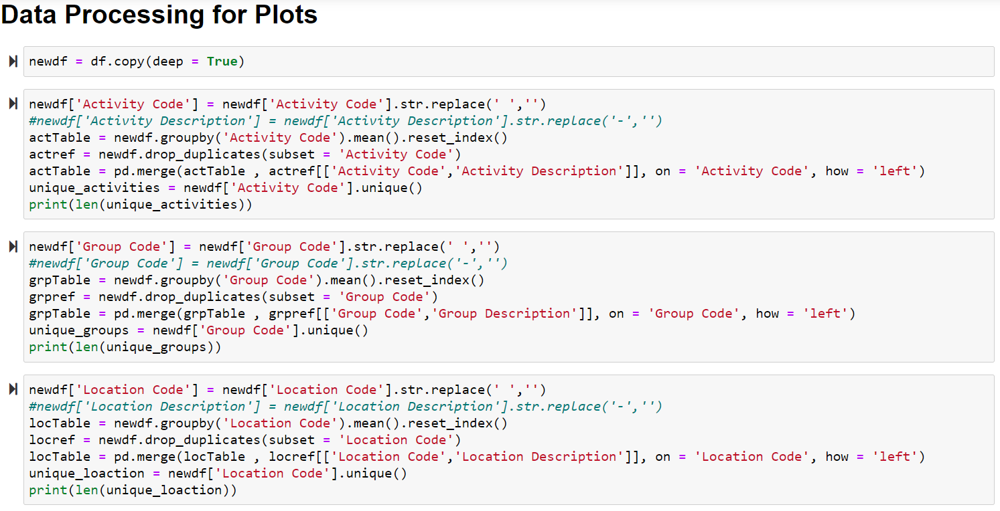 Data Processing for Plots
newdf = df.copy(deep = True)
newdf['Activity Code'] = newdf['Activity Code'].str.replace(' ','')
#newdf['Activity Description'] = newdf['Activity Description'].str.replace('-','')
actTable = newdf.groupby('Activity Code').mean().reset_index()
actref = newdf.drop_duplicates(subset = 'Activity Code')
actTable = pd.merge(actTable , actref[['Activity Code','Activity Description']], on = 'Activity Code', how = 'left')
unique_activities = newdf['Activity Code'].unique()
print(len(unique_activities))
newdf['Group Code'] = newdf['Group Code'].str.replace(' ','')
#newdf['Group Code'] = newdf['Group Code'].str.replace('-','')
grpTable = newdf.groupby('Group Code').mean().reset_index()
grpref = newdf.drop_duplicates(subset = 'Group Code')
grpTable = pd.merge(grpTable , grpref[['Group Code','Group Description']], on = 'Group Code', how = 'left')
unique_groups = newdf['Group Code'].unique()
print(len(unique_groups))
newdf['Location Code'] = newdf['Location Code'].str.replace(' ','')
#newdf['Location Description'] = newdf['Location Description'].str.replace('-','')
locTable = newdf.groupby('Location Code').mean().reset_index()
locref = newdf.drop_duplicates(subset = 'Location Code')
locTable = pd.merge(locTable , locref[['Location Code','Location Description']], on = 'Location Code', how = 'left')
unique_loaction = newdf['Location Code'].unique()
print(len(unique_loaction))